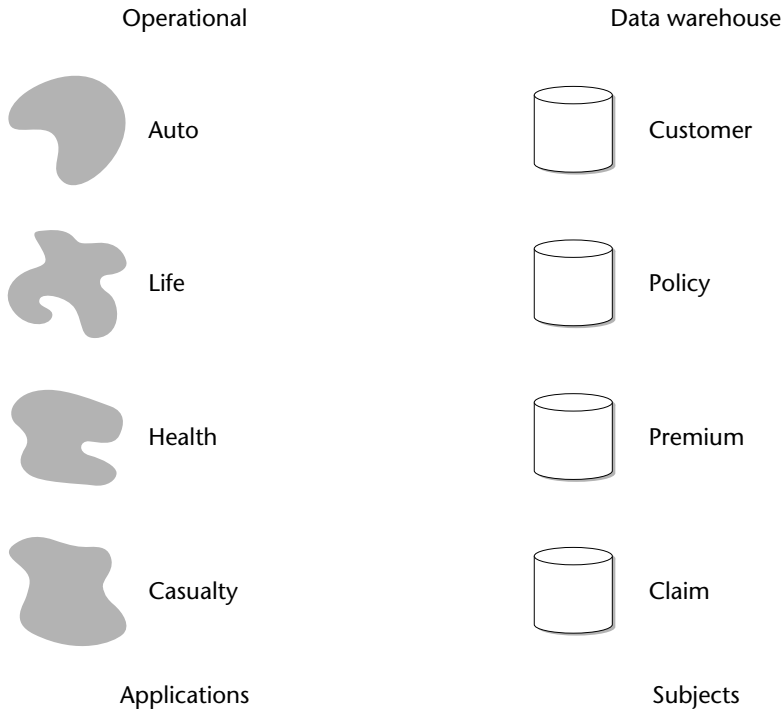 Operational
Data warehouse
Auto
Customer
Life
Policy
Health
Premium
Casualty
Claim
Applications
Subjects